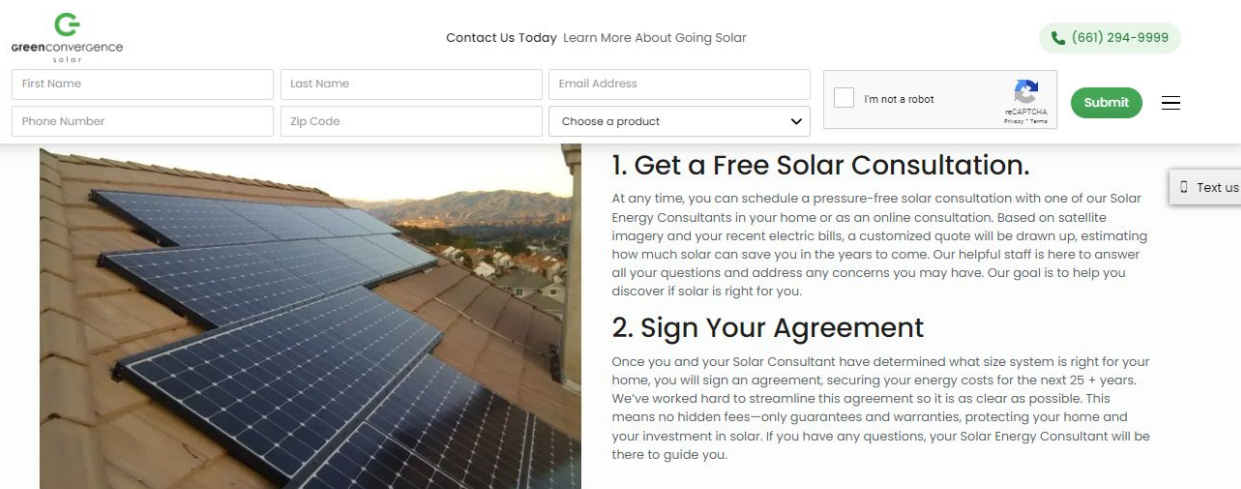 Greenconvergence
solar
Contact Us Today Learn More About Going Solar
(661) 294-9999
First Name
Last Name
Email Address
I'm not a robot
reCAPTCHA
Privacy - Terms
Submit
Phone Number
Zip Code
Choose a product
1. Get a Free Solar Consultation.
Text us
At any time, you can schedule a pressure-free solar consultation with one of our Solar
Energy Consultants in your home or as an online consultation. Based on satellite
imagery and your recent electric bills, a customized quote will be drawn up, estimating
how much solar can save you in the years to come. Our helpful staff is here to answer
all your questions and address any concerns you may have. Our goal is to help you
discover if solar is right for you.
2. Sign Your Agreement
Once you and your Solar Consultant have determined what size system is right for your
home, you will sign an agreement, securing your energy costs for the next 25 + years.
We've worked hard to streamline this agreement so it is as clear as possible. This
means no hidden fees—only guarantees and warranties, protecting your home and
your investment in solar. If you have any questions, your Solar Energy Consultant will be
there to guide you.